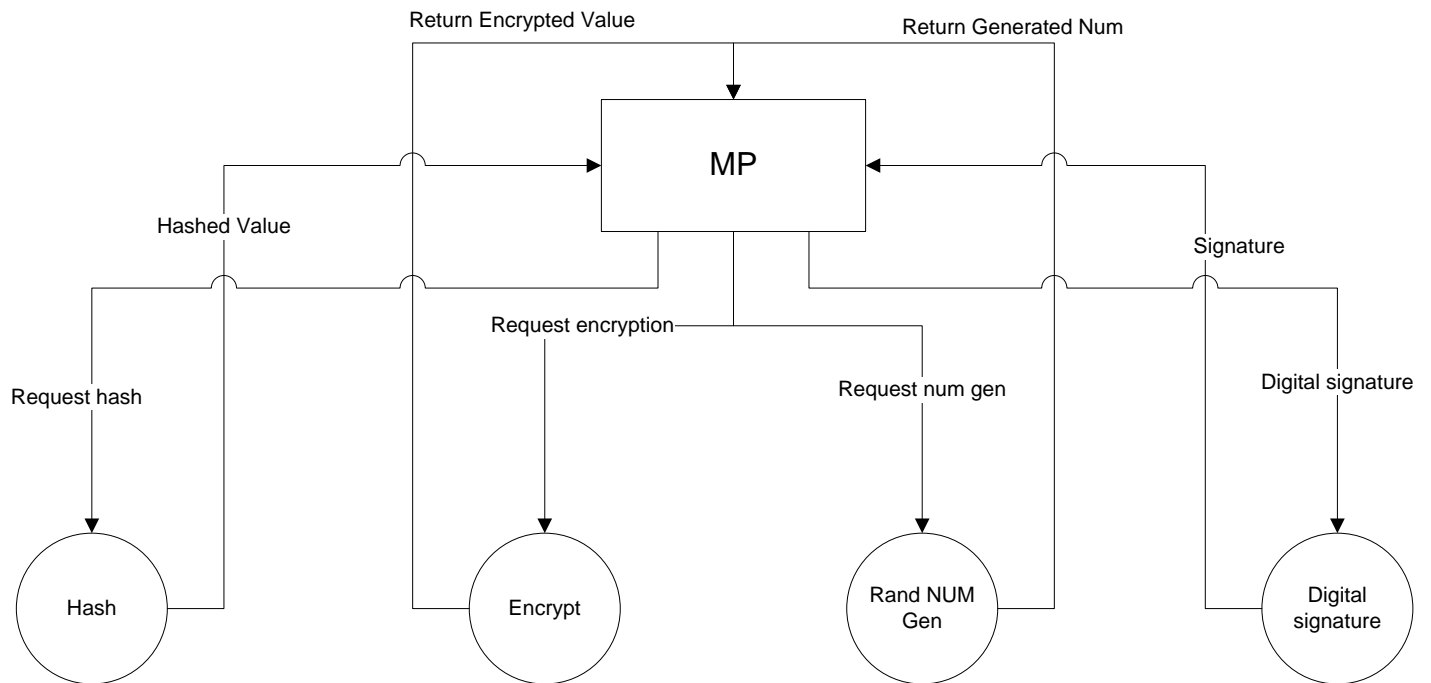 Return Encrypted Value
Return Generated Num
MP
Hashed Value
Signature
Request encryption
Request hash
Request num gen
Digital signature
Hash
Encrypt
Rand NUM
Gen
Digital
signature